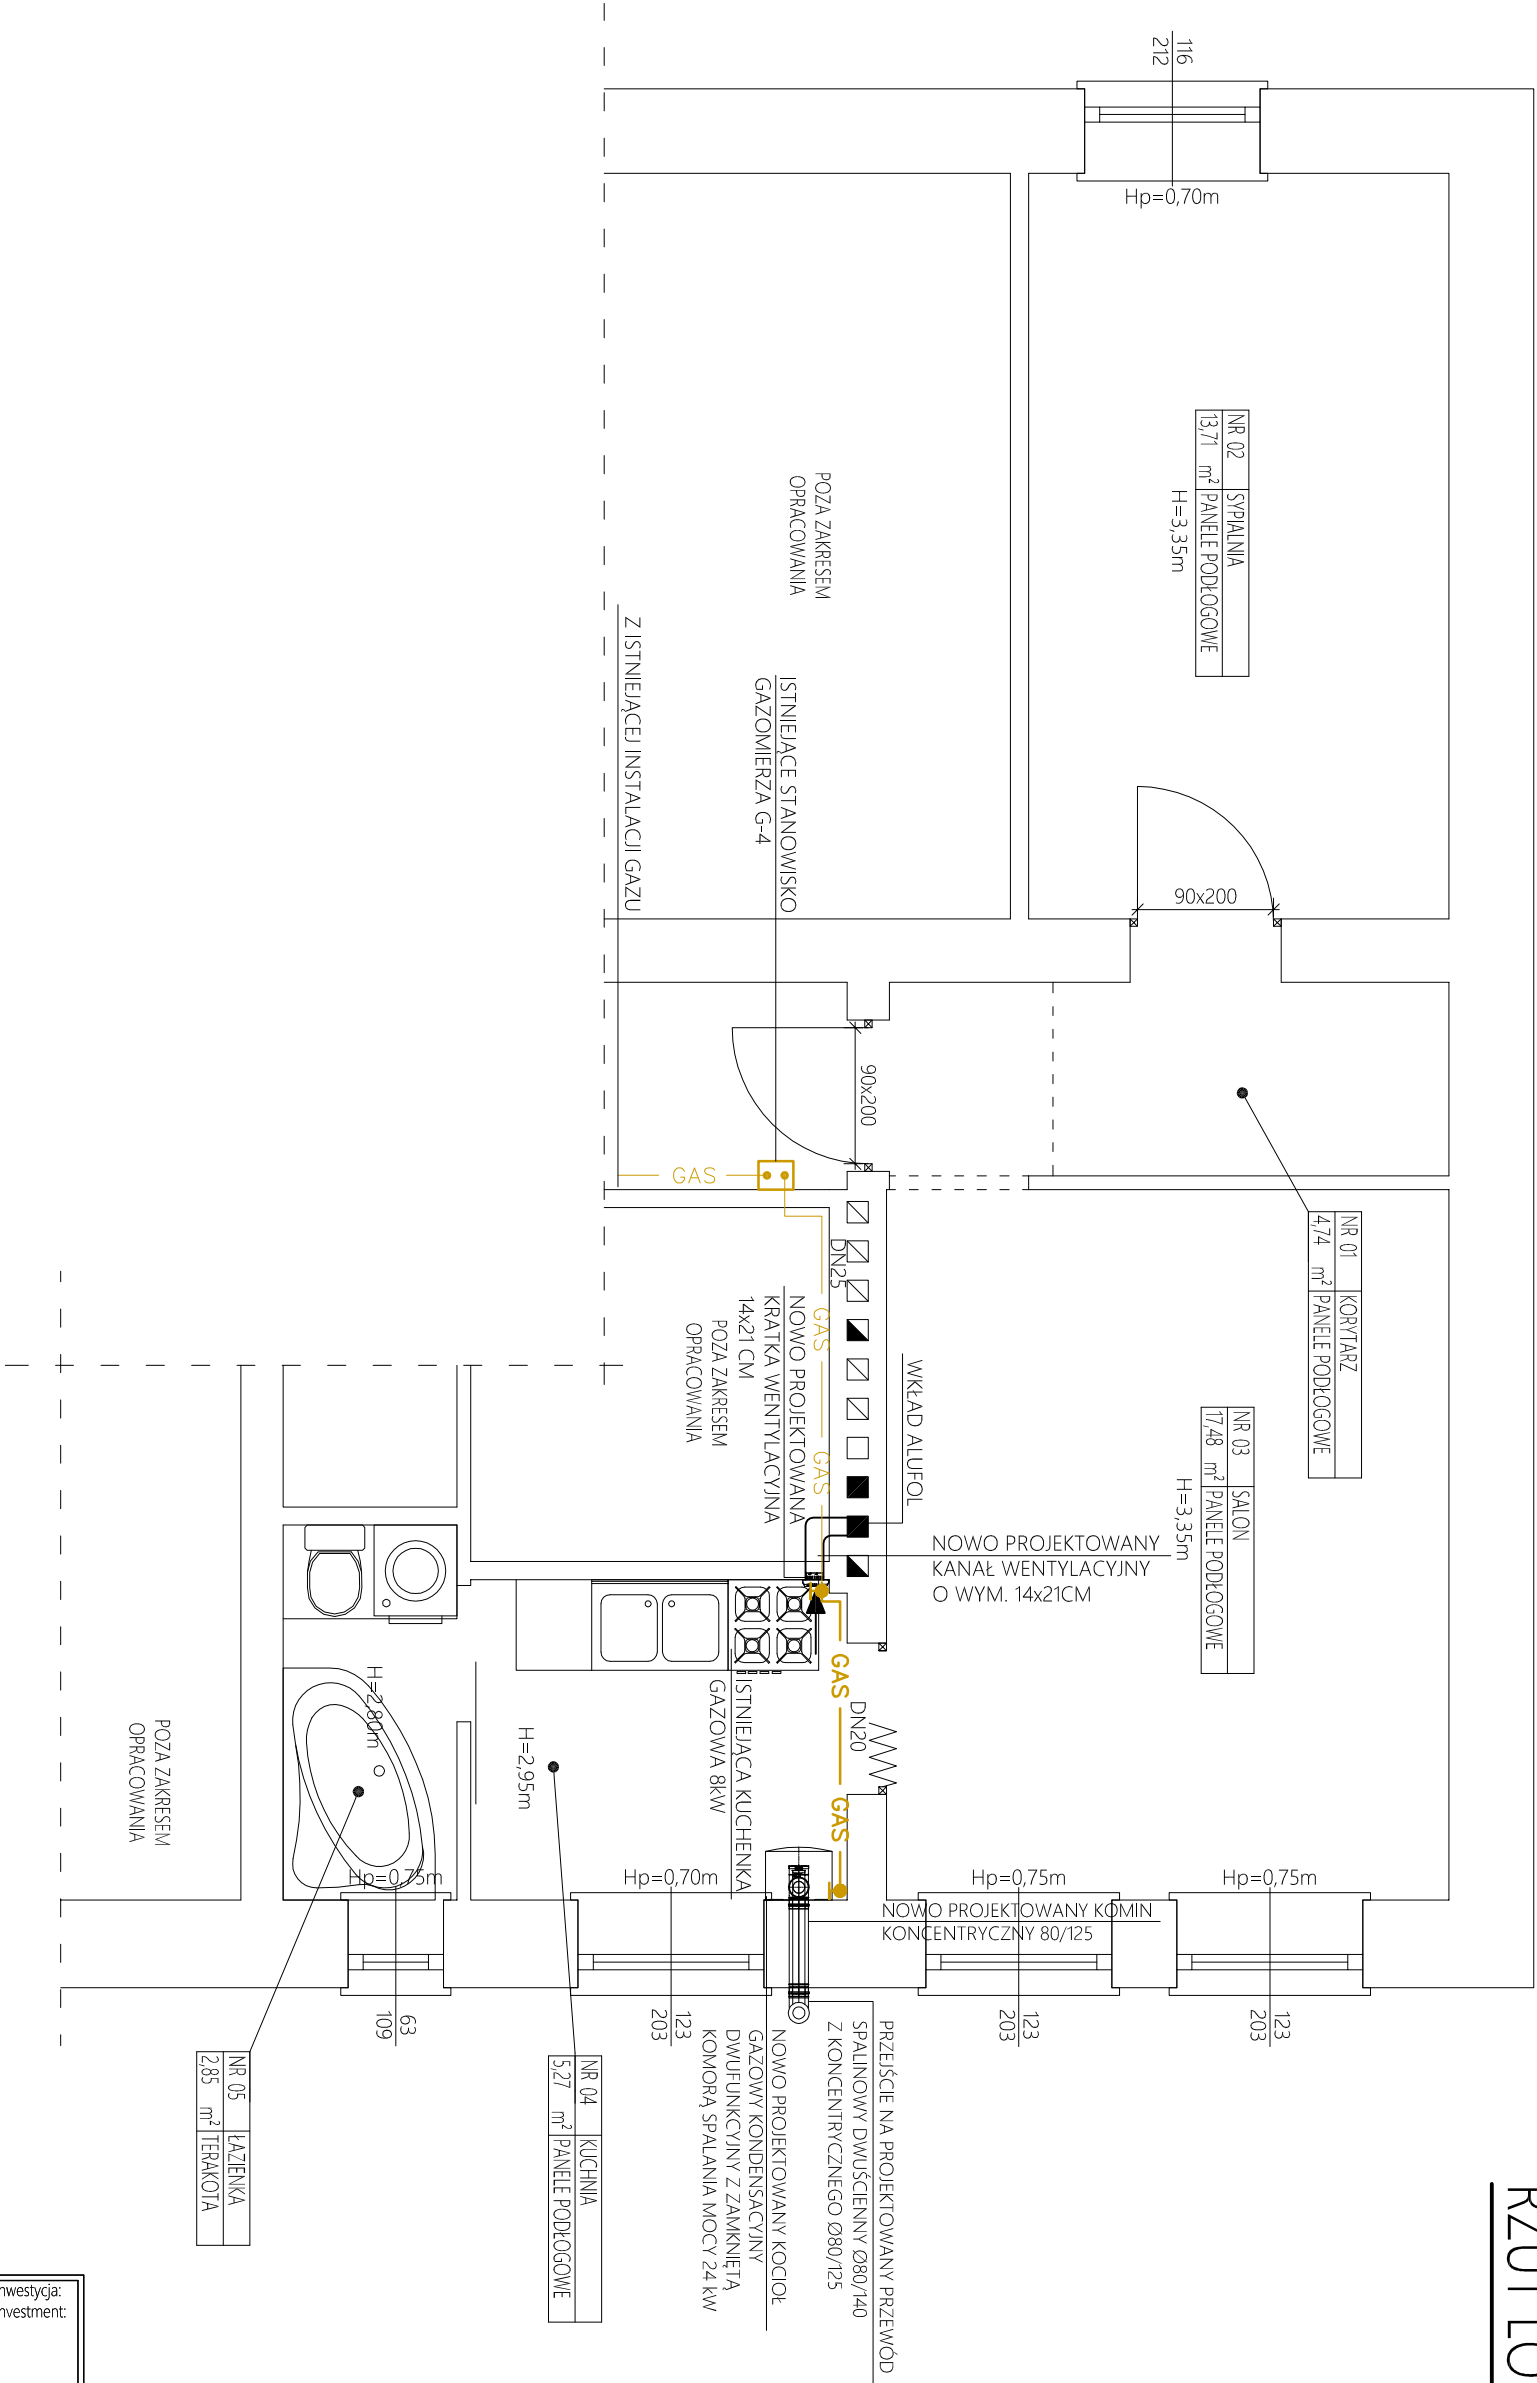 116
212
Hp=0,70m
NR 02 SYPIALNIA
13,71 m² PANELE PODŁOGOWE
H=3,35m
POZA ZAKRESEM
OPRACOWANIA
Z ISTNIEJĄCEJ INSTALACJI GAZU
ISTNIEJĄCE STANOWISKO
GAZOMIERZA G-4
90x200
90x200
GAS
NR 01 KORYTARZ
4,74 m² PANELE PODŁOGOWE
DN25
GAS
GAS
NOWO PROJEKTOWANA
KRATKA WENTYLACYJNA
14x21 CM
POZA ZAKRESEM
OPRACOWANIA
WKŁAD ALUFOL
NR 03 SALON
17,48 m² PANELE PODŁOGOWE
H=3,35m
NOWO PROJEKTOWANY
KANAŁ WENTYLACYJNY
O WYM. 14x21CM
GAS
DN20
GAS
ISTNIEJĄCA KUCHENKA
GAZOWA 8kW
H=2,80m
H=2,95m
POZA ZAKRESEM
OPRACOWANIA
Hp=0,75m
Hp=0,70m
Hp=0,75m
Hp=0,75m
NOWO PROJEKTOWANY KOMIN
KONCENTRYCZNY 80/125
63
109
123
203
123
203
123
203
PRZEJŚCIE NA PROJEKTOWANY PRZEWÓD
SPALINOWY DWUŚCIENNY Ø80/140
Z KONCENTRYCZNEGO Ø80/125
NOWO PROJEKTOWANY KOCIOŁ
GAZOWY KONDENSACYJNY
DWUFUNKCYJNY Z ZAMKNIĘTĄ
KOMORĄ SPALANIA MOCY 24 kW
NR 04 KUCHNIA
5,27 m² PANELE PODŁOGOWE
NR 05 ŁAZIENKA
2,85 m² TERAKOTA
RZUT LO
nwestycja:
nvestment: